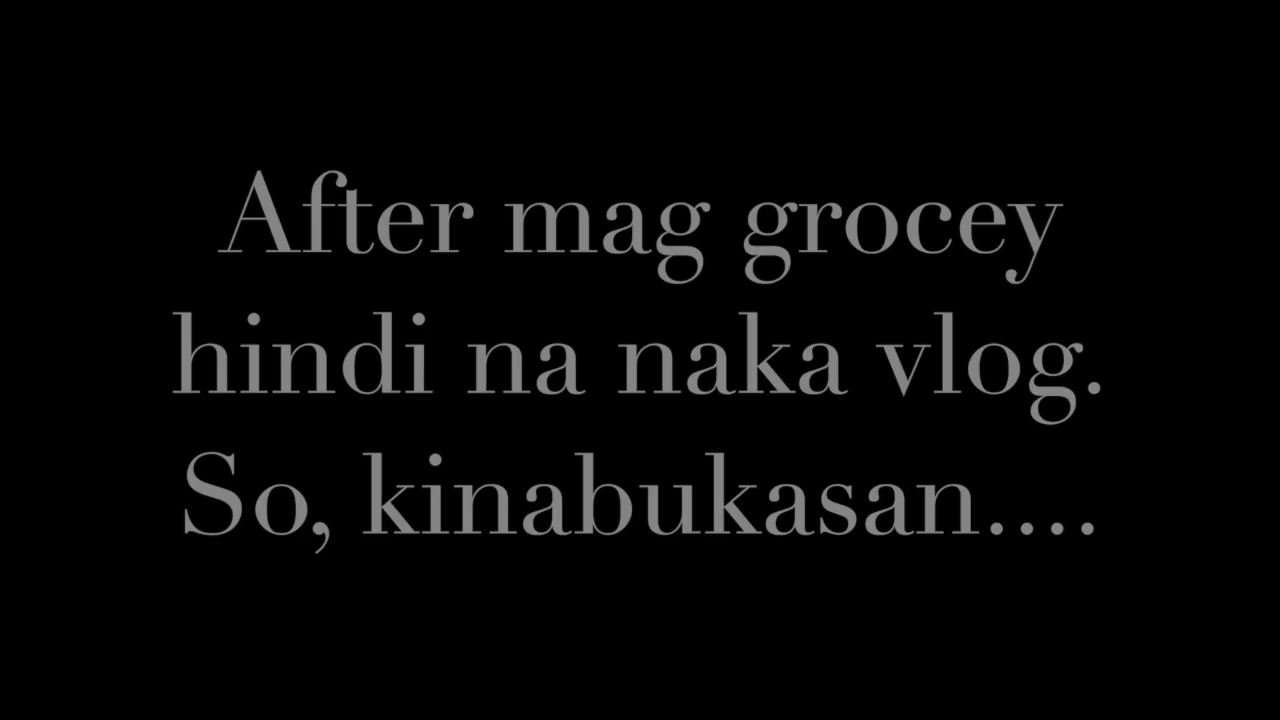 After mag grocey
hindi na naka vlog.
So, kinabukasan....